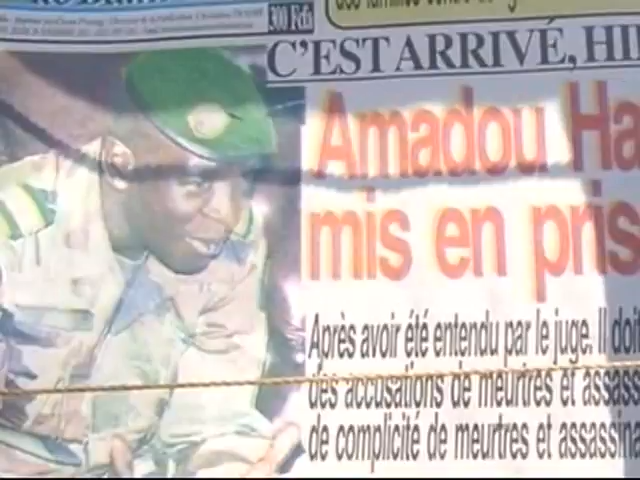 300 Fcfa
C'EST ARRIVÉ, HI
Amadou Ha
mis en pris
Après avoir été entendu par le juge. Il doit
des accusations de meurtres et assass
de complicité de meurtres et assassina